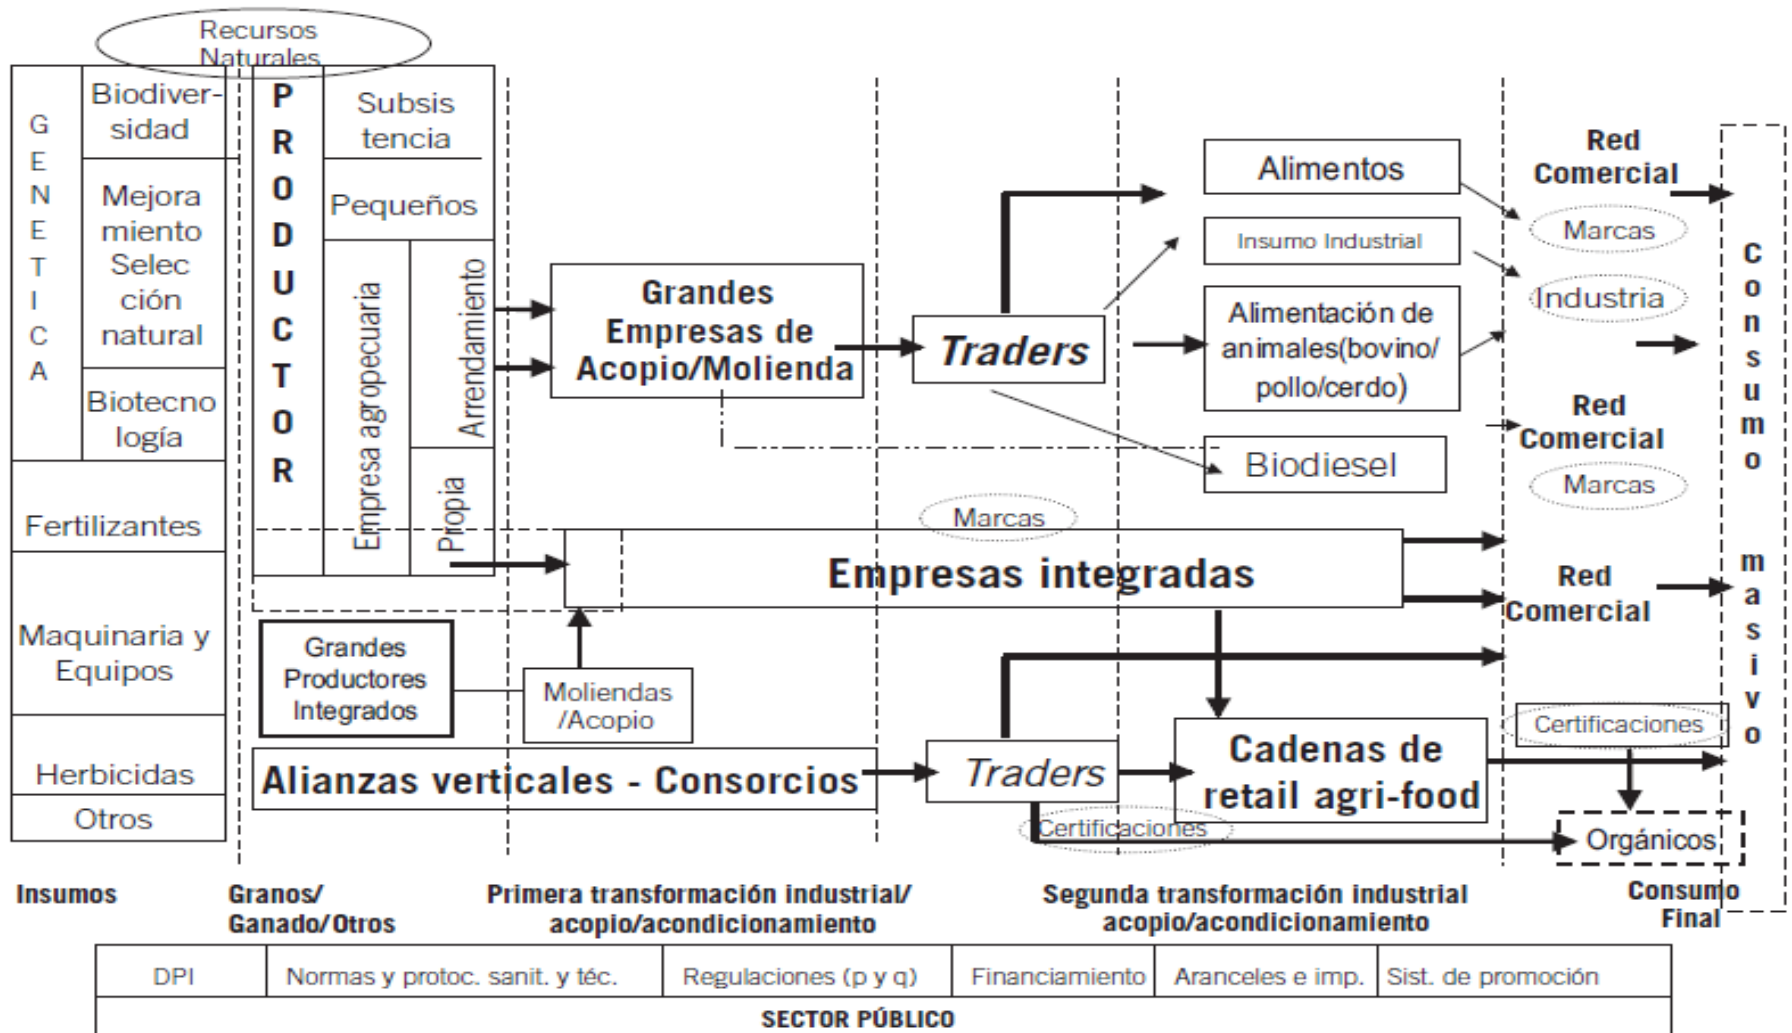 Recursos
Naturales
GENETICA
Biodiver-
sidad
Mejora
miento
Selec
ción
natural
Biotecno
logía
Fertilizantes
Maquinaria y
Equipos
Herbicidas
Otros
PRODUCTOR
Subsis
tencia
Pequeños
Empresa agropecuaria
Arrendamiento
Propia
Grandes
Productores
Integrados
Moliendas
/Acopio
Alianzas verticales - Consorcios
Grandes
Empresas de
Acopio/Molienda
Traders
Marcas
Empresas integradas
Traders
Certificaciones
Alimentos
Insumo Industrial
Alimentación de
animales(bovino/
pollo/cerdo)
Biodiesel
Cadenas de
retail agri-food
Red
Comercial
Marcas
Industria
Red
Comercial
Marcas
Red
Comercial
Certificaciones
Orgánicos
Consumo masivo
Insumos
Granos/
Ganado/Otros
Primera transformación industrial/
acopio/acondicionamiento
Segunda transformación industrial
acopio/acondicionamiento
Consumo
Final
DPI
Normas y protoc. sanit. y téc.
Regulaciones (p y q)
Financiamiento
Aranceles e imp.
Sist. de promoción
SECTOR PÚBLICO